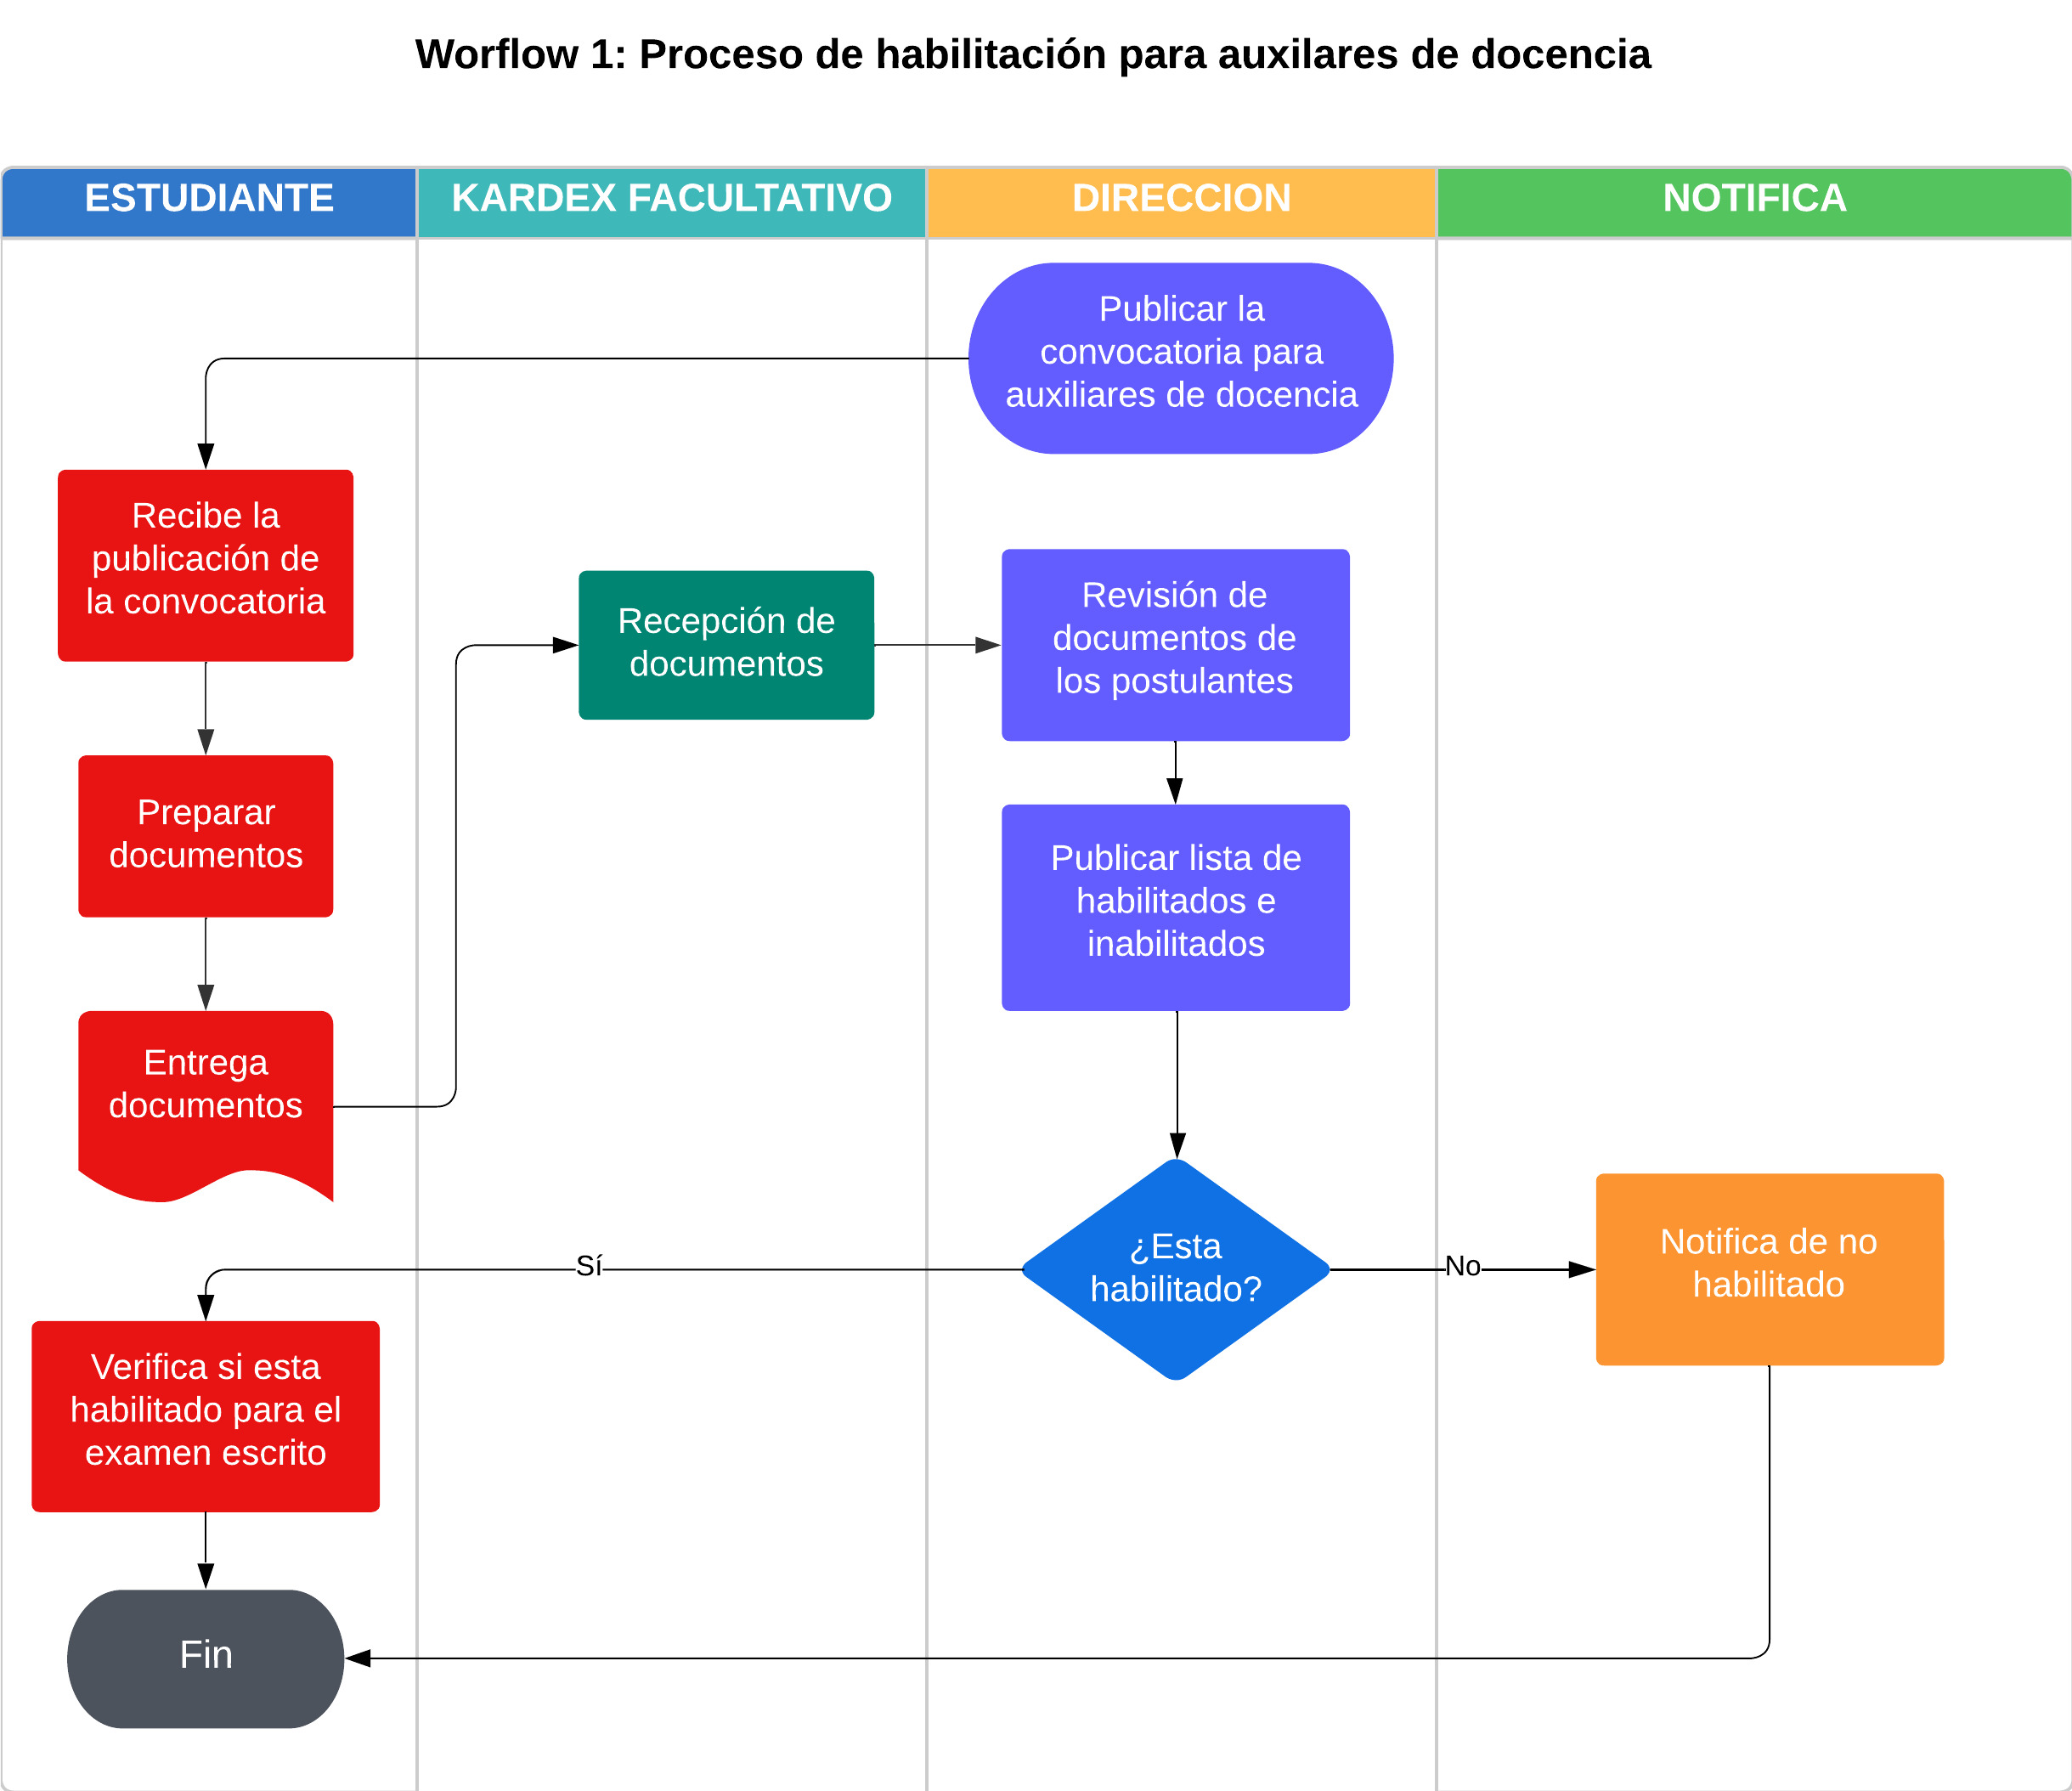 Worflow 1: Proceso de habilitación para auxilares de docencia
ESTUDIANTE
KARDEX FACULTATIVO
DIRECCION
NOTIFICA
Publicar la
convocatoria para
auxiliares de docencia
Recibe la
publicación de
la convocatoria
Preparar
documentos
Entrega
documentos
Recepción de
documentos
Revisión de
documentos de
los postulantes
Publicar lista de
habilitados e
inabilitados
¿Esta
habilitado?
Sí
No
Notifica de no
habilitado
Verifica si esta
habilitado para el
examen escrito
Fin